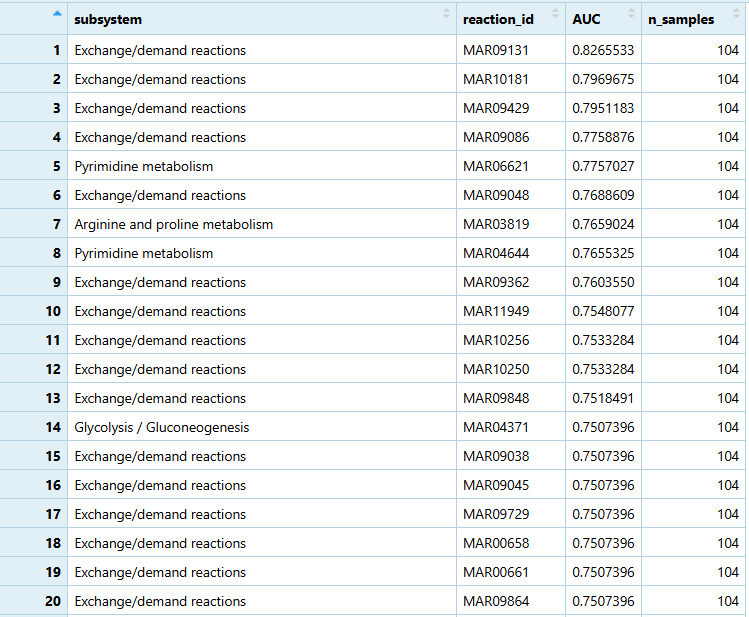 subsystem reaction_id AUC n_samples
1 Exchange/demand reactions MAR09131 0.8265533 104
2 Exchange/demand reactions MAR10181 0.7969675 104
3 Exchange/demand reactions MAR09429 0.7951183 104
4 Exchange/demand reactions MAR09086 0.7758876 104
5 Pyrimidine metabolism MAR06621 0.7757027 104
6 Exchange/demand reactions MAR09048 0.7688609 104
7 Arginine and proline metabolism MAR03819 0.7659024 104
8 Pyrimidine metabolism MAR04644 0.7655325 104
9 Exchange/demand reactions MAR09362 0.7603550 104
10 Exchange/demand reactions MAR11949 0.7548077 104
11 Exchange/demand reactions MAR10256 0.7533284 104
12 Exchange/demand reactions MAR10250 0.7533284 104
13 Exchange/demand reactions MAR09848 0.7518491 104
14 Glycolysis / Gluconeogenesis MAR04371 0.7507396 104
15 Exchange/demand reactions MAR09038 0.7507396 104
16 Exchange/demand reactions MAR09045 0.7507396 104
17 Exchange/demand reactions MAR09729 0.7507396 104
18 Exchange/demand reactions MAR00658 0.7507396 104
19 Exchange/demand reactions MAR00661 0.7507396 104
20 Exchange/demand reactions MAR09864 0.7507396 104